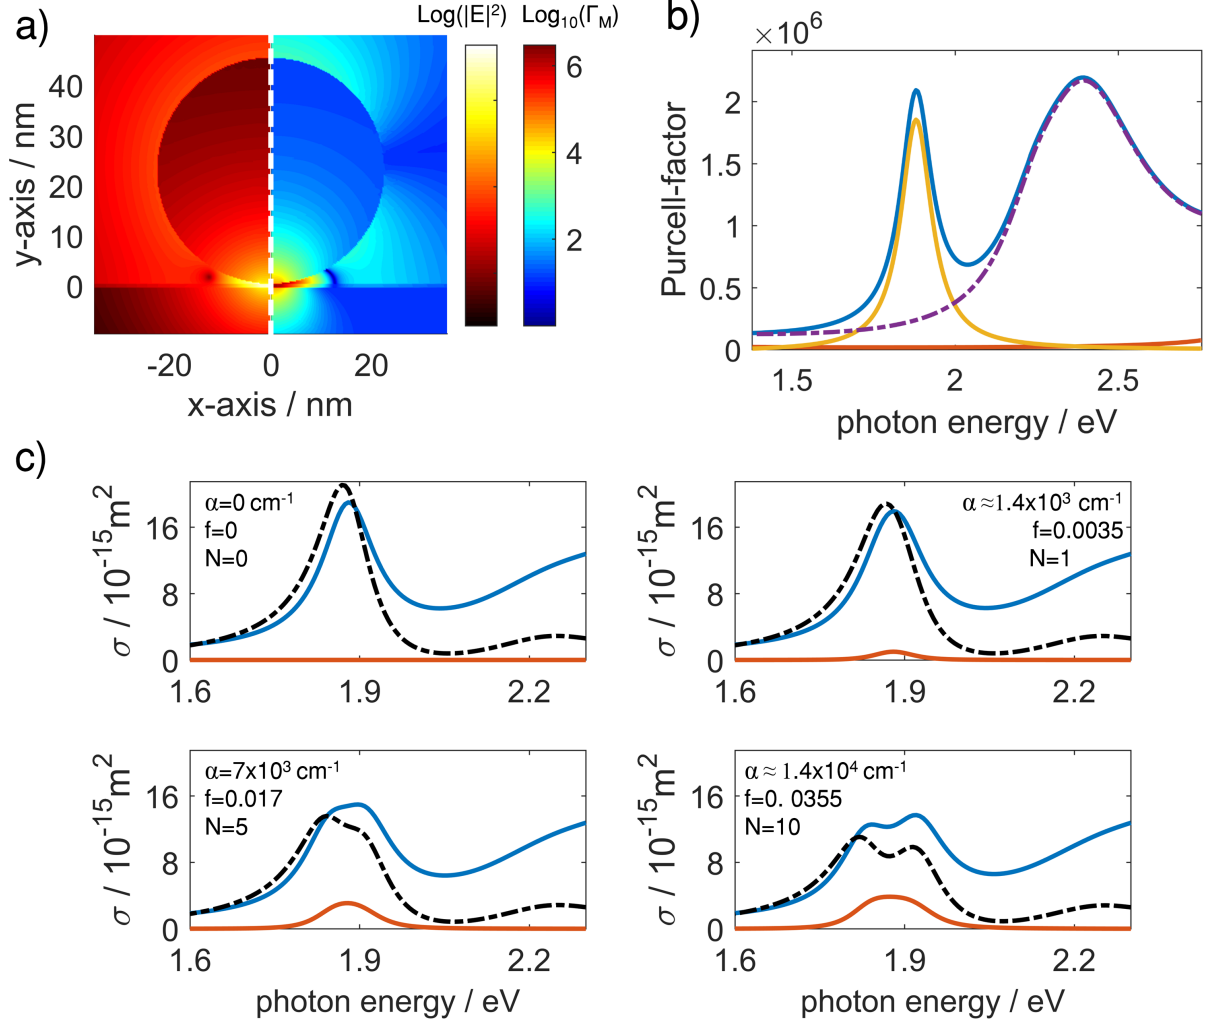 a)
Log(|E|²)
Log₁₀(Γ_M)
40
30
20
10
0
y-axis / nm
-20
0
20
x-axis / nm
6
4
2
b)
×10⁶
2
1.5
1
0.5
0
Purcell-factor
1.5
2
2.5
photon energy / eV
c)
α=0 cm⁻¹
f=0
N=0
16
8
0
σ / 10⁻¹⁵m²
1.6
1.9
2.2
α≈1.4x10³ cm⁻¹
f=0.0035
N=1
16
8
0
σ / 10⁻¹⁵m²
1.6
1.9
2.2
α=7x10³ cm⁻¹
f=0.017
N=5
16
8
0
σ / 10⁻¹⁵m²
1.6
1.9
2.2
photon energy / eV
α≈1.4x10⁴ cm⁻¹
f=0. 0355
N=10
16
8
0
σ / 10⁻¹⁵m²
1.6
1.9
2.2
photon energy / eV